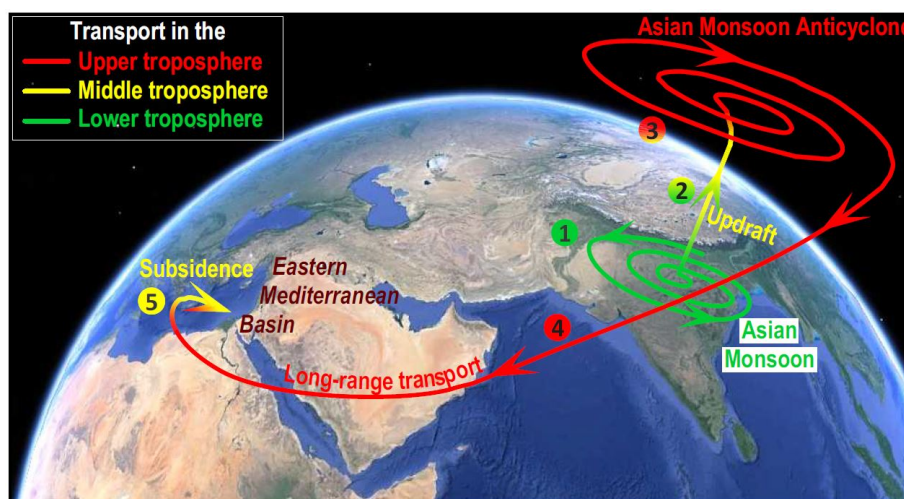 Transport in the
Upper troposphere
Middle troposphere
Lower troposphere
Asian Monsoon Anticyclone
3
2
Updraft
1
Subsidence
5
Eastern
Mediterranean
Basin
4
Long-range transport
Asian
Monsoon